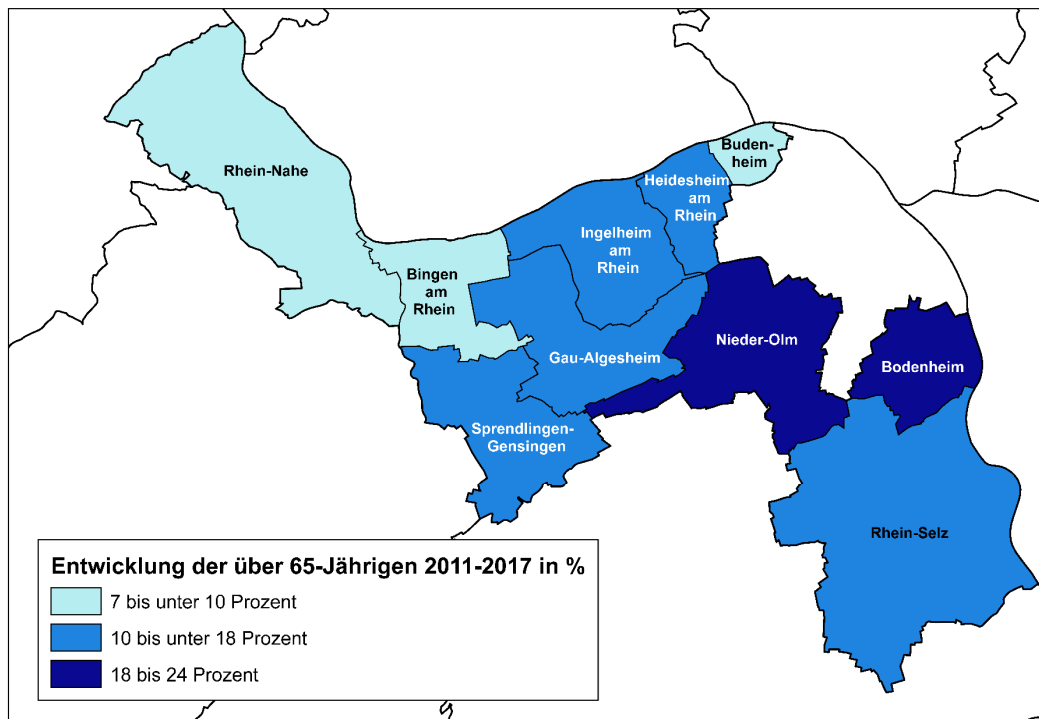 Rhein-Nahe
Buden-
heim
Heidesheim
am
Rhein
Ingelheim
am
Rhein
Bingen
am
Rhein
Nieder-Olm
Gau-Algesheim
Bodenheim
Sprendlingen-
Gensingen
Rhein-Selz
Entwicklung der über 65-Jährigen 2011-2017 in %
7 bis unter 10 Prozent
10 bis unter 18 Prozent
18 bis 24 Prozent